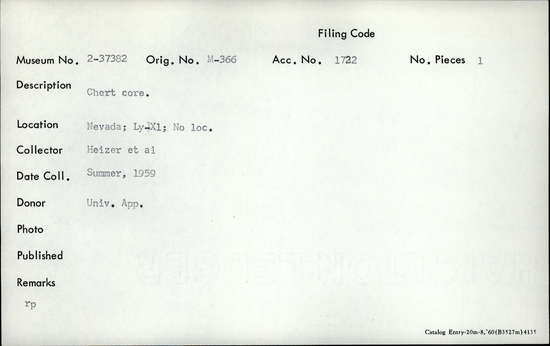 Filing Code
Museum No. 2-37382 Orig. No. M-366 Acc. No. 1722 No. Pieces 1
Description Chert core.
Location Nevada; Ly-IX1; No loc.
Collector Heizer et al
Date Coll. Summer, 1959
Donor Univ. App.
Photo
Published
Remarks
rp
Catalog Entry-20m-8,'60(B3527m)4135